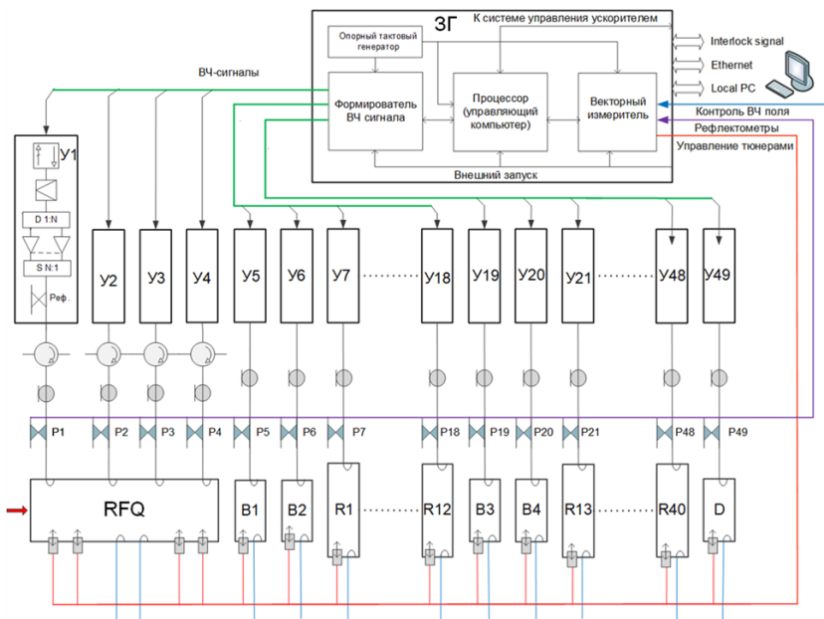 ЗГ
К системе управления ускорителем
Опорный тактовый
генератор
Interlock signal
Ethernet
Local PC
ВЧ-сигналы
Формирователь
ВЧ сигнала
Процессор
(управляющий
компьютер)
Векторный
измеритель
Контроль ВЧ поля
Рефлектометры
Управление тюнерами
Внешний запуск
У1
D 1:N
S N:1
Реф.
У2 У3 У4 У5 У6 У7 У18 У19 У20 У21 У48 У49
P1 P2 P3 P4 P5 P6 P7 P18 P19 P20 P21 P48 P49
RFQ B1 B2 R1 R12 B3 B4 R13 R40 D